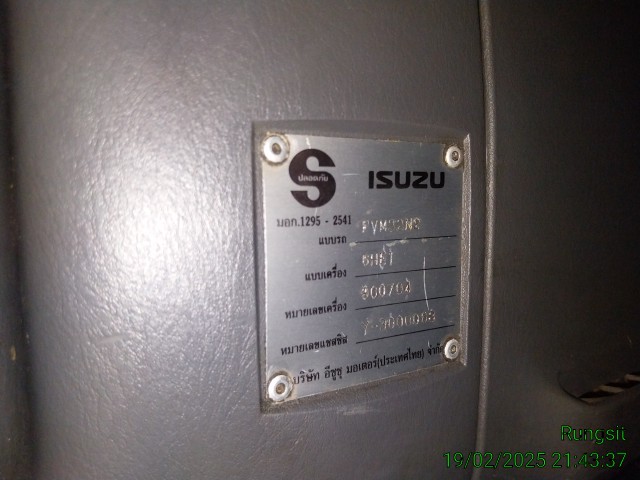 S
ปลอดภัย
ISUZU
มอก.1295 - 2541
แบบรถ
แบบเครื่อง
หมายเลขเครื่อง
หมายเลขแชสซีส
บริษัท อีซูซุ มอเตอร์(ประเทศไทย) จำกัด
Rungsii
19/02/2025 21:43:37